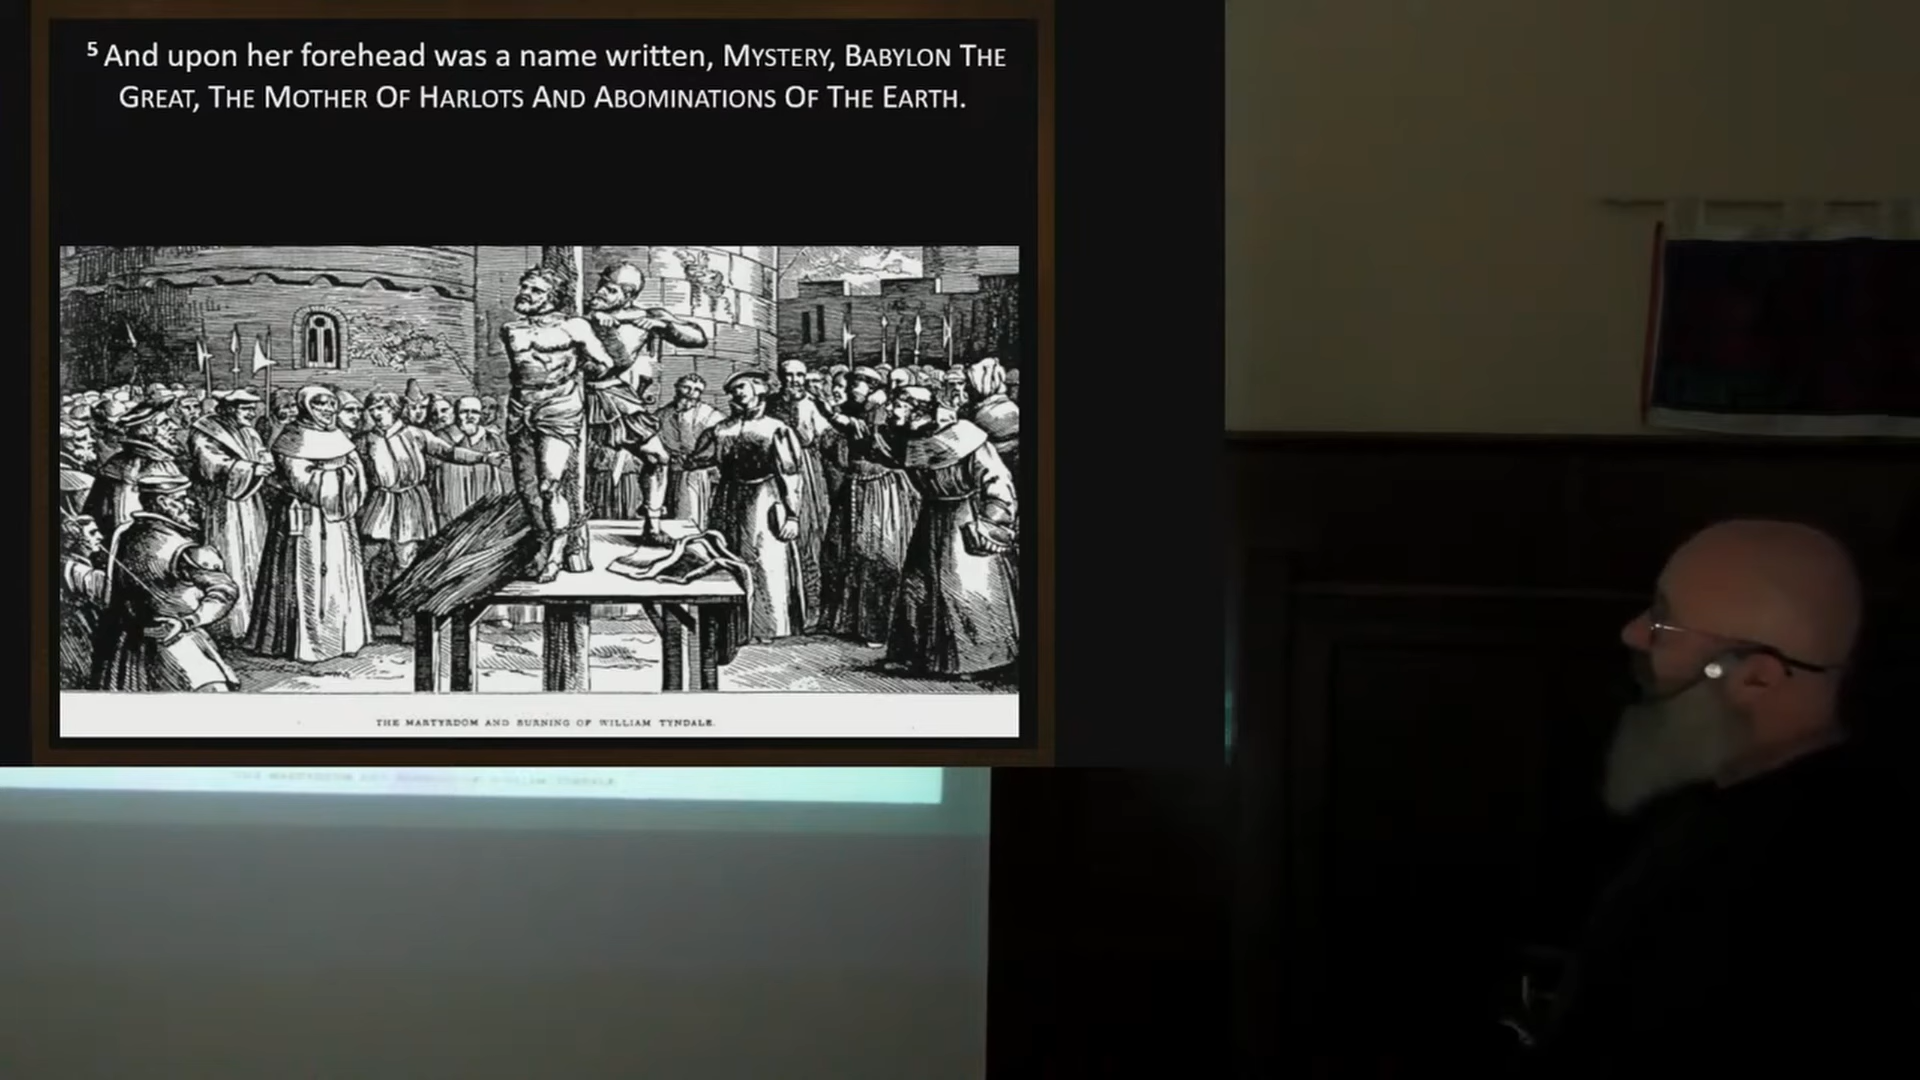 5 And upon her forehead was a name written, MYSTERY, BABYLON THE
GREAT, THE MOTHER OF HARLOTS AND ABOMINATIONS OF THE EARTH.
THE MARTYRDOM AND BURNING OF WILLIAM TYNDALE.